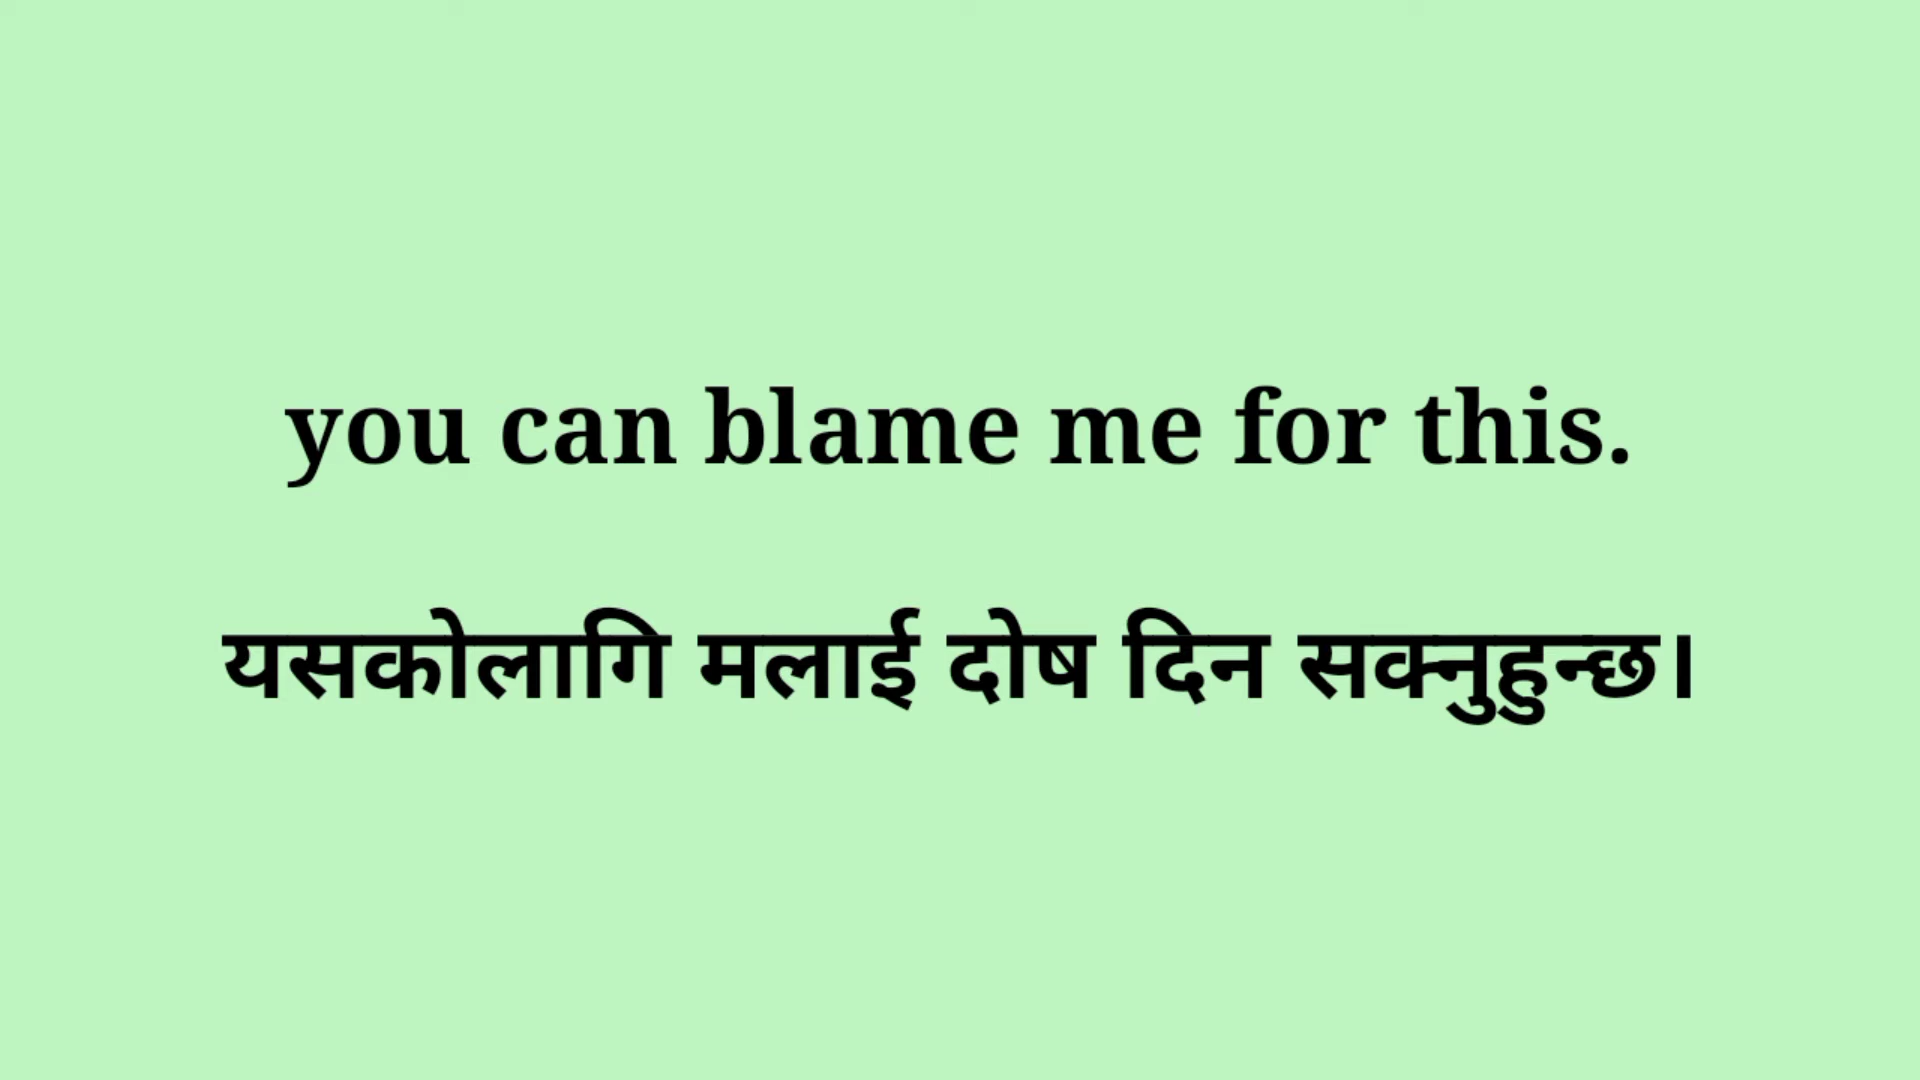 you can blame me for this.
यसकोलागि मलाई दोष दिन सक्नुहुन्छ।